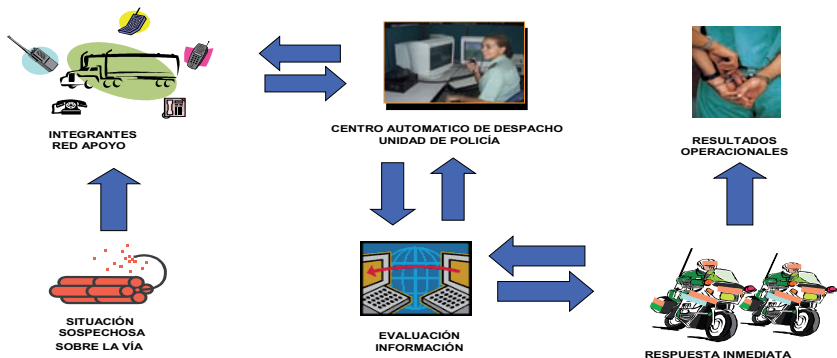 INTEGRANTES
RED APOYO
CENTRO AUTOMATICO DE DESPACHO
UNIDAD DE POLICÍA
RESULTADOS
OPERACIONALES
SITUACIÓN
SOSPECHOSA
SOBRE LA VÍA
EVALUACIÓN
INFORMACIÓN
RESPUESTA INMEDIATA